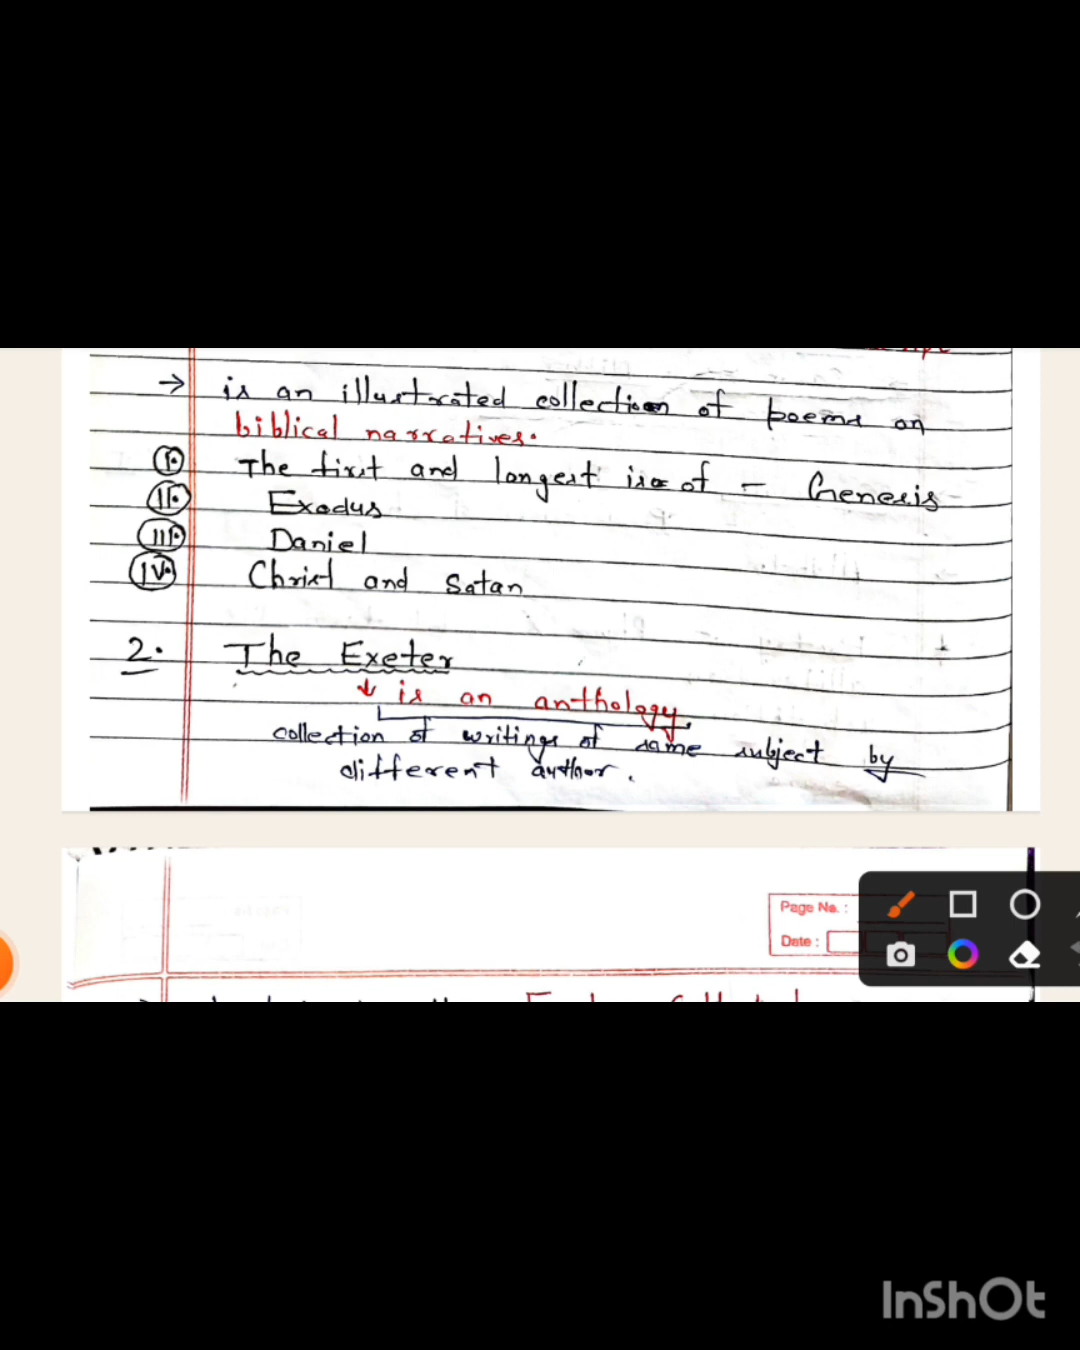 → is an illustrated collection of poems on
biblical narratives.
I. The first and longest is of - Genesis
II. Exodus
III. Daniel
IV. Christ and Satan
2. The Exeter
↓ is an anthology
collection of writings of same subject by
different author.
Page No. :
Date :
InShOt